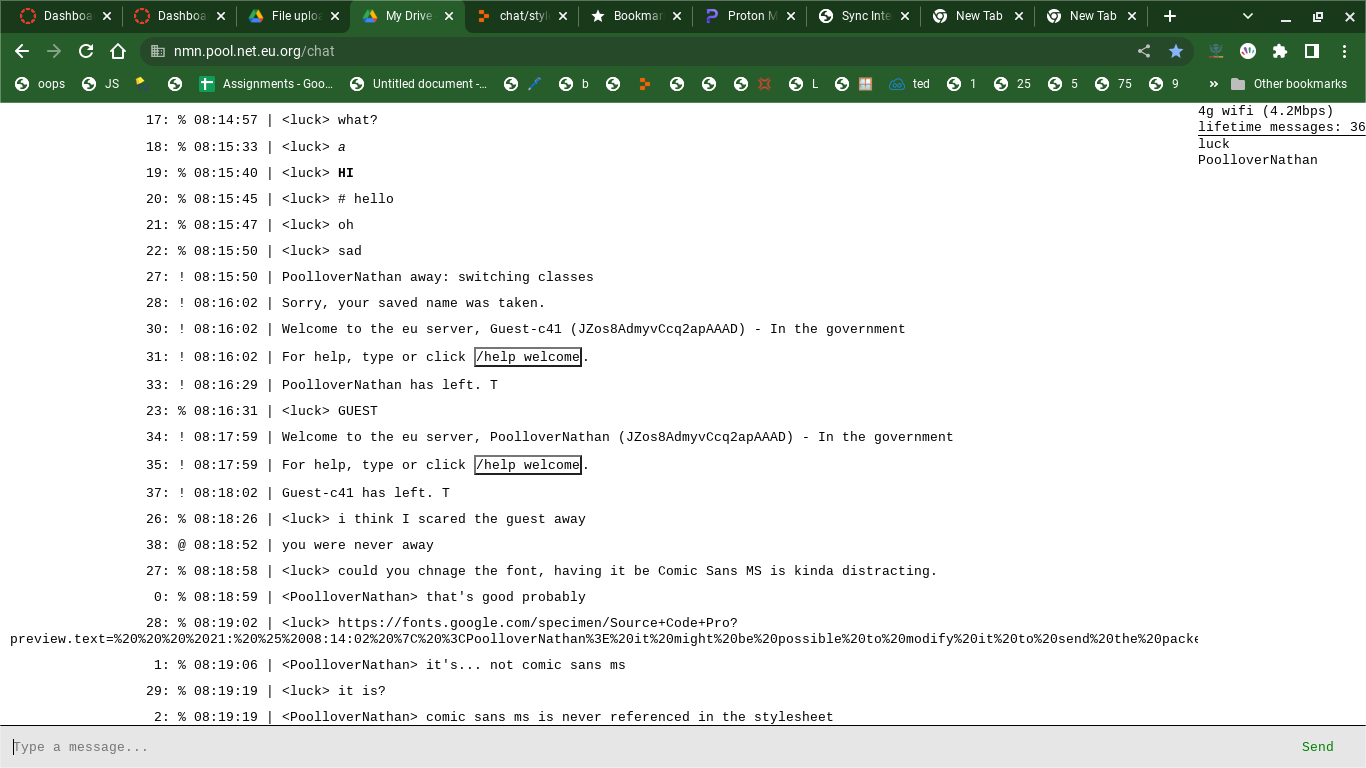 Dashboa
Dashboa
File uploa
My Drive
chat/style
Bookmar
Proton M
Sync Inte
New Tab
New Tab
nmn.pool.net.eu.org/chat
oops JS Assignments - Goo... Untitled document -... b L ted 1 25 5 75 9 » Other bookmarks
4g wifi (4.2Mbps)
lifetime messages: 36
luck
PoolloverNathan
17: % 08:14:57 | <luck> what?
18: % 08:15:33 | <luck> a
19: % 08:15:40 | <luck> HI
20: % 08:15:45 | <luck> # hello
21: % 08:15:47 | <luck> oh
22: % 08:15:50 | <luck> sad
27: ! 08:15:50 | PoolloverNathan away: switching classes
28: ! 08:16:02 | Sorry, your saved name was taken.
30: ! 08:16:02 | Welcome to the eu server, Guest-c41 (JZos8AdmyvCcq2apAAAD) - In the government
31: ! 08:16:02 | For help, type or click /help welcome.
33: ! 08:16:29 | PoolloverNathan has left. T
23: % 08:16:31 | <luck> GUEST
34: ! 08:17:59 | Welcome to the eu server, PoolloverNathan (JZos8AdmyvCcq2apAAAD) - In the government
35: ! 08:17:59 | For help, type or click /help welcome.
37: ! 08:18:02 | Guest-c41 has left. T
26: % 08:18:26 | <luck> i think I scared the guest away
38: @ 08:18:52 | you were never away
27: % 08:18:58 | <luck> could you chnage the font, having it be Comic Sans MS is kinda distracting.
0: % 08:18:59 | <PoolloverNathan> that's good probably
28: % 08:19:02 | <luck> https://fonts.google.com/specimen/Source+Code+Pro?
preview.text=%20%20%20%2021:%20%25%2008:14:02%20%7C%20%3CPoolloverNathan%3E%20it%20might%20be%20possible%20to%20modify%20it%20to%20send%20the%20packe
1: % 08:19:06 | <PoolloverNathan> it's... not comic sans ms
29: % 08:19:19 | <luck> it is?
2: % 08:19:19 | <PoolloverNathan> comic sans ms is never referenced in the stylesheet
Type a message...
Send